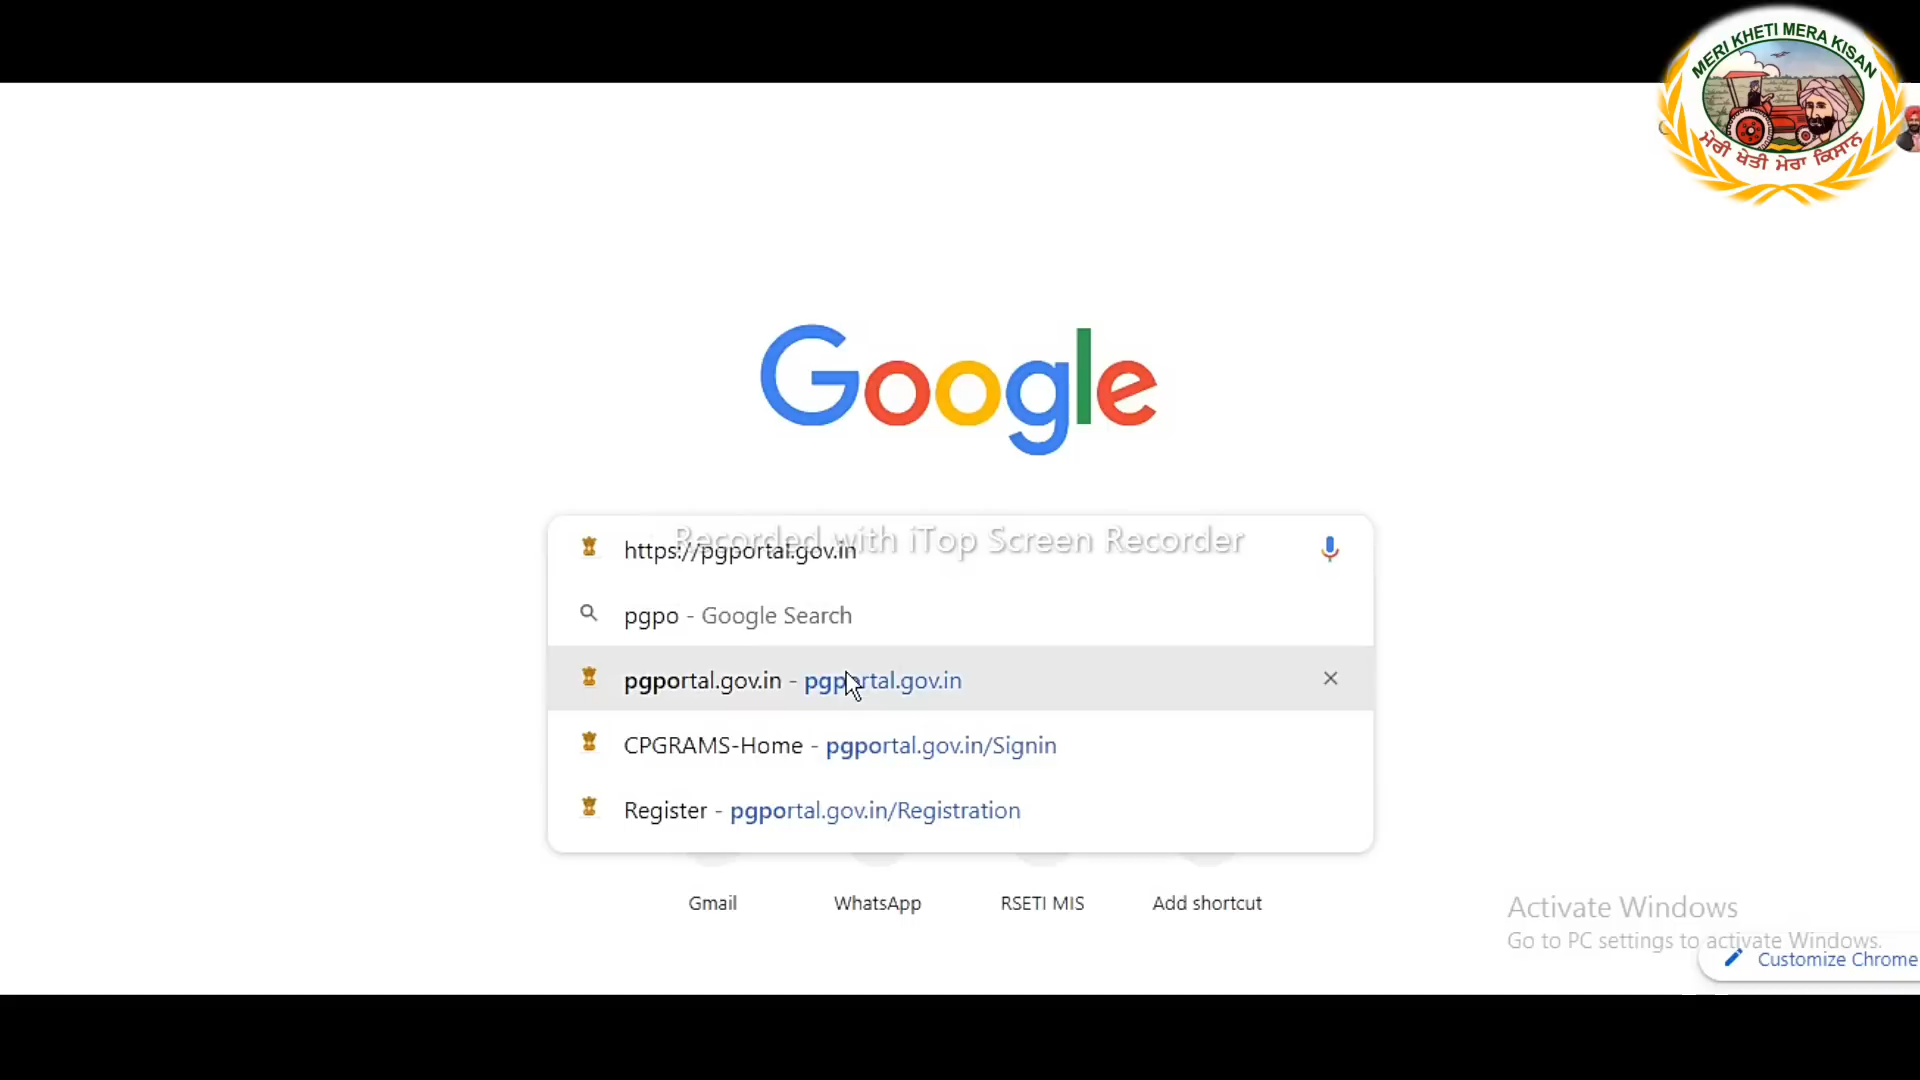 MERI KHETI MERA KISAN
ਮੇਰੀ ਖੇਤੀ ਮੇਰਾ ਕਿਸਾਨ
Google
Recorded with iTop Screen Recorder
https://pgportal.gov.in
pgpo - Google Search
pgportal.gov.in - pgportal.gov.in
CPGRAMS-Home - pgportal.gov.in/Signin
Register - pgportal.gov.in/Registration
Gmail WhatsApp RSETI MIS Add shortcut
Activate Windows
Go to PC settings to activate Windows.
Customize Chrome